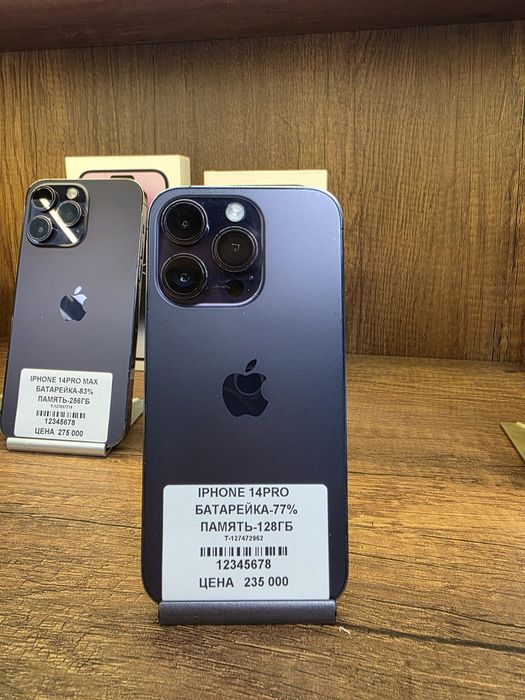 IPHONE 14PRO MAX
БАТАРЕЙКА-83%
ПАМЯТЬ-256ГБ
12345678
ЦЕНА 275 000
IPHONE 14PRO
БАТАРЕЙКА-77%
ПАМЯТЬ-128ГБ
T-127472962
12345678
ЦЕНА 235 000